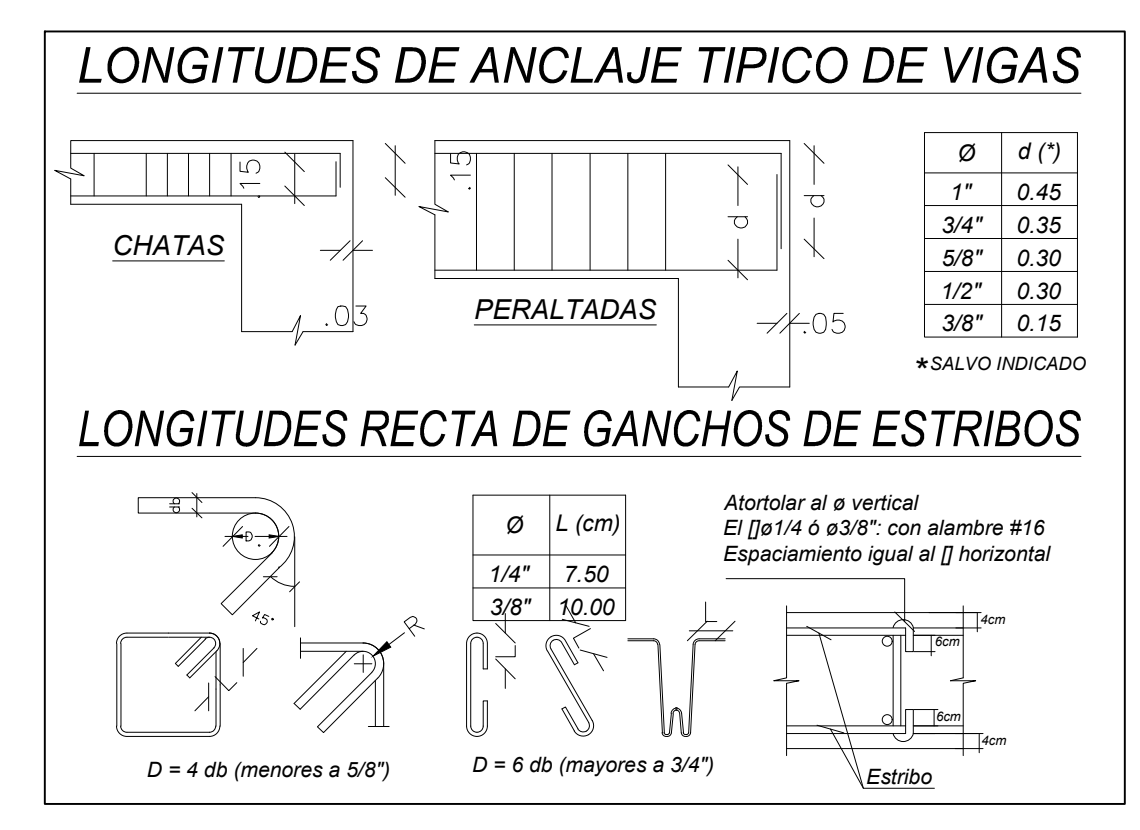 LONGITUDES DE ANCLAJE TIPICO DE VIGAS
.15
CHATAS
.03
.15
d
d
PERALTADAS
.05
Ø d (*)
1" 0.45
3/4" 0.35
5/8" 0.30
1/2" 0.30
3/8" 0.15
*SALVO INDICADO
LONGITUDES RECTA DE GANCHOS DE ESTRIBOS
db
D.
45°
R
L
D = 4 db (menores a 5/8")
Ø L (cm)
1/4" 7.50
3/8" 10.00
L
L
L
D = 6 db (mayores a 3/4")
Atortolar al ø vertical
El []ø1/4 ó ø3/8": con alambre #16
Espaciamiento igual al [] horizontal
4cm
6cm
6cm
4cm
Estribo